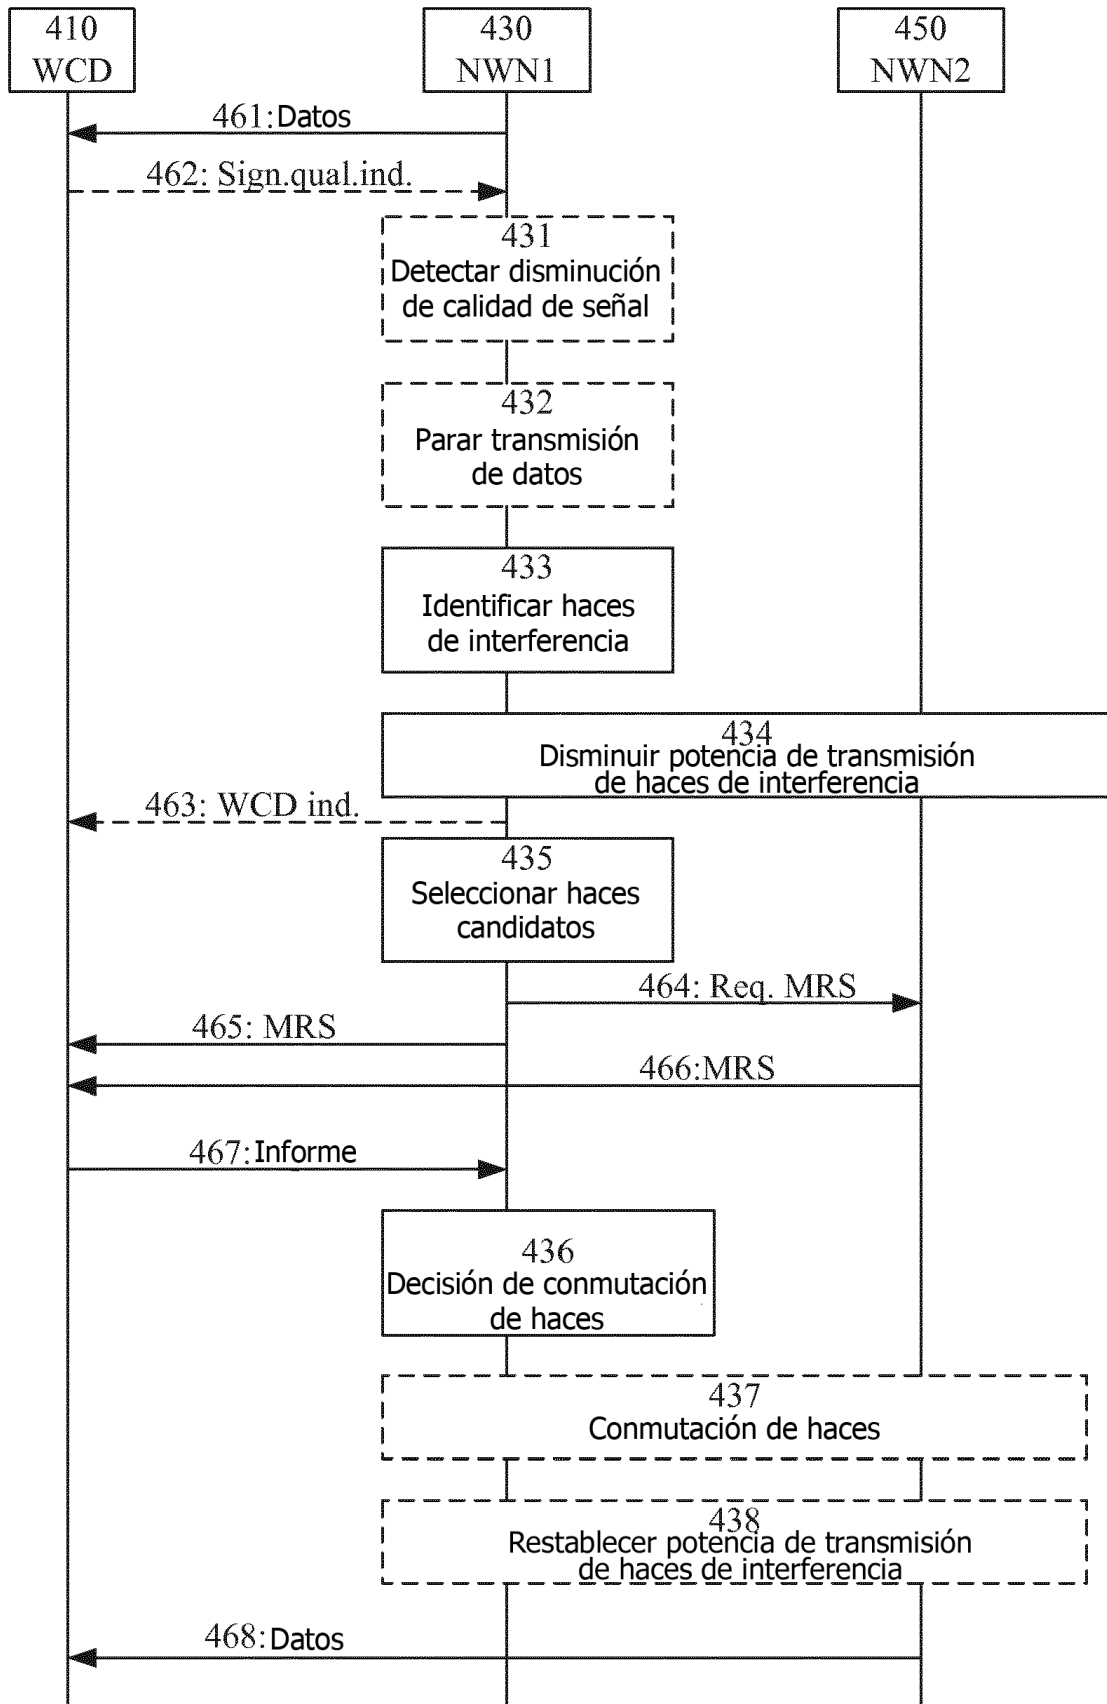 410
WCD
430
NWN1
450
NWN2
461:Datos
462: Sign.qual.ind.
431
Detectar disminución
de calidad de señal
432
Parar transmisión
de datos
433
Identificar haces
de interferencia
434
Disminuir potencia de transmisión
de haces de interferencia
463: WCD ind.
435
Seleccionar haces
candidatos
464: Req. MRS
465: MRS
466:MRS
467:Informe
436
Decisión de conmutación
de haces
437
Conmutación de haces
438
Restablecer potencia de transmisión
de haces de interferencia
468:Datos